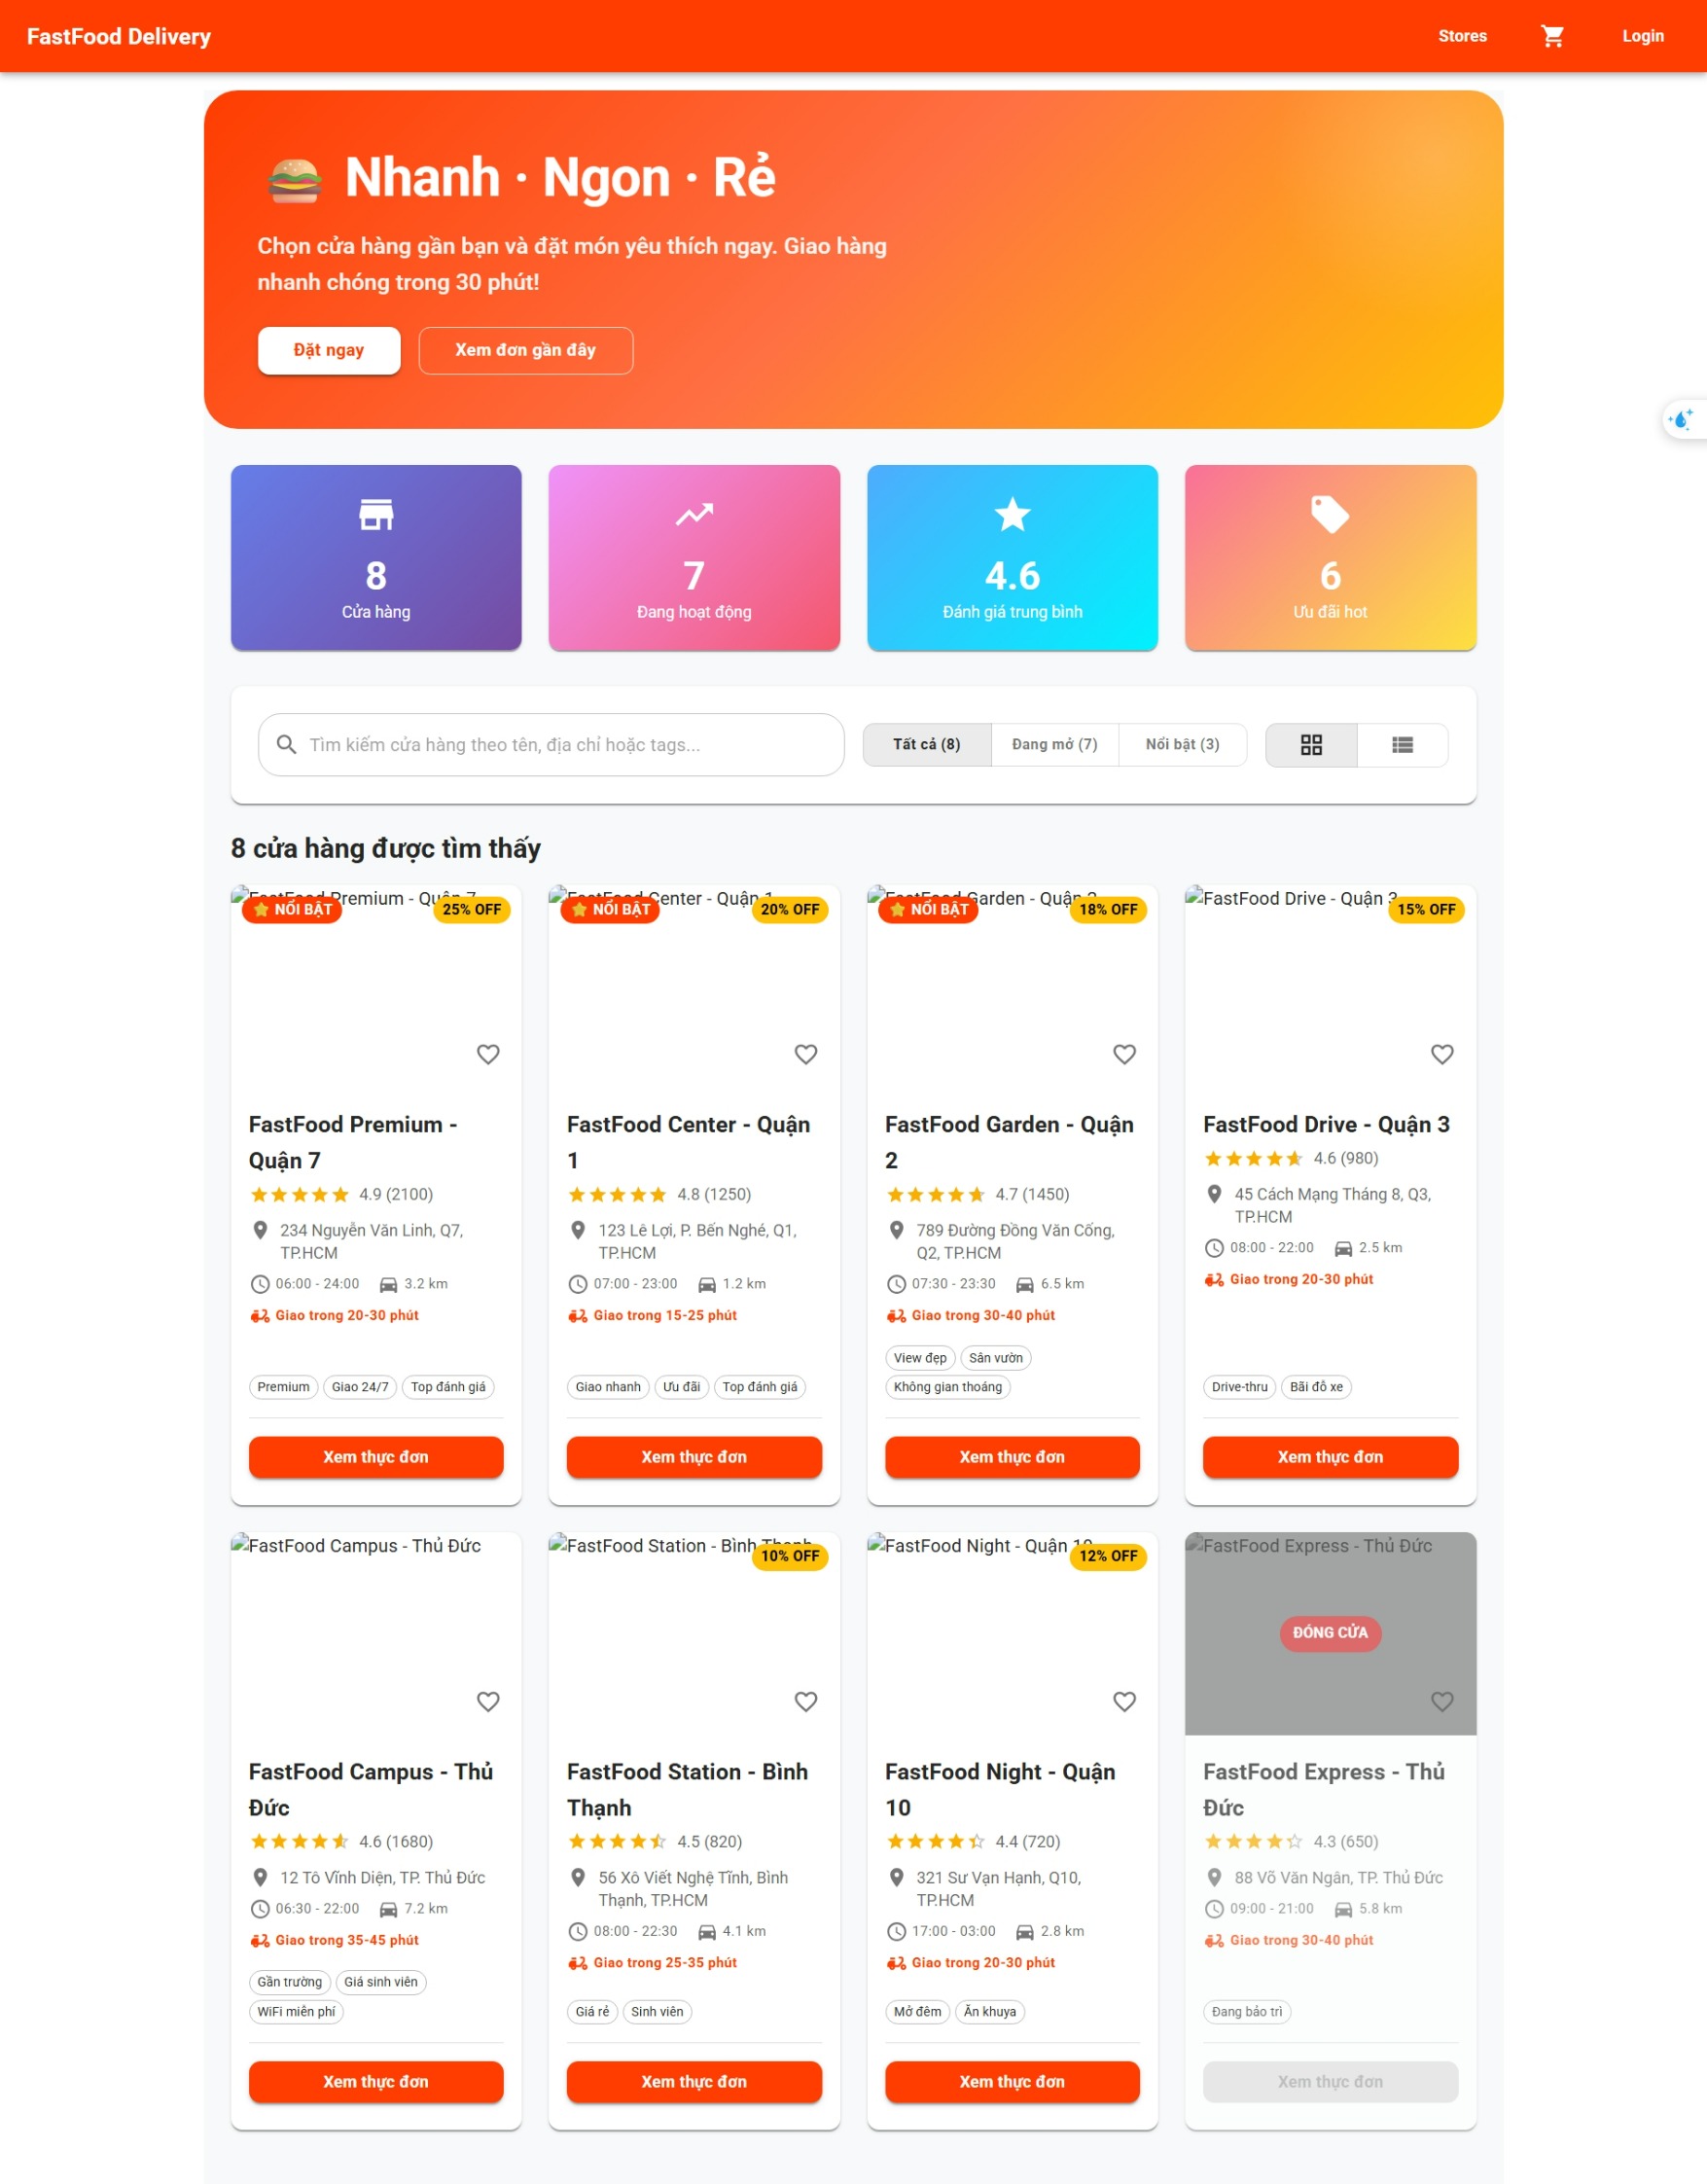 FastFood Delivery
Stores
Login
Nhanh · Ngon · Rẻ
Chọn cửa hàng gần bạn và đặt món yêu thích ngay. Giao hàng
nhanh chóng trong 30 phút!
Đặt ngay
Xem đơn gần đây
8
Cửa hàng
7
Đang hoạt động
4.6
Đánh giá trung bình
6
Ưu đãi hot
Tìm kiếm cửa hàng theo tên, địa chỉ hoặc tags...
Tất cả (8)
Đang mở (7)
Nổi bật (3)
8 cửa hàng được tìm thấy
FastFood Premium - Quận 7
NỔI BẬT
25% OFF
FastFood Premium -
Quận 7
4.9 (2100)
234 Nguyễn Văn Linh, Q7,
TP.HCM
06:00 - 24:00
3.2 km
Giao trong 20-30 phút
Premium
Giao 24/7
Top đánh giá
Xem thực đơn
FastFood Center - Quận 1
NỔI BẬT
20% OFF
FastFood Center - Quận
1
4.8 (1250)
123 Lê Lợi, P. Bến Nghé, Q1,
TP.HCM
07:00 - 23:00
1.2 km
Giao trong 15-25 phút
Giao nhanh
Ưu đãi
Top đánh giá
Xem thực đơn
FastFood Garden - Quận 2
NỔI BẬT
18% OFF
FastFood Garden - Quận
2
4.7 (1450)
789 Đường Đồng Văn Cống,
Q2, TP.HCM
07:30 - 23:30
6.5 km
Giao trong 30-40 phút
View đẹp
Sân vườn
Không gian thoáng
Xem thực đơn
FastFood Drive - Quận 3
15% OFF
FastFood Drive - Quận 3
4.6 (980)
45 Cách Mạng Tháng 8, Q3,
TP.HCM
08:00 - 22:00
2.5 km
Giao trong 20-30 phút
Drive-thru
Bãi đỗ xe
Xem thực đơn
FastFood Campus - Thủ Đức
FastFood Campus - Thủ
Đức
4.6 (1680)
12 Tô Vĩnh Diện, TP. Thủ Đức
06:30 - 22:00
7.2 km
Giao trong 35-45 phút
Gần trường
Giá sinh viên
WiFi miễn phí
Xem thực đơn
FastFood Station - Bình Thạnh
10% OFF
FastFood Station - Bình
Thạnh
4.5 (820)
56 Xô Viết Nghệ Tĩnh, Bình
Thạnh, TP.HCM
08:00 - 22:30
4.1 km
Giao trong 25-35 phút
Giá rẻ
Sinh viên
Xem thực đơn
FastFood Night - Quận 10
12% OFF
FastFood Night - Quận
10
4.4 (720)
321 Sư Vạn Hạnh, Q10,
TP.HCM
17:00 - 03:00
2.8 km
Giao trong 20-30 phút
Mở đêm
Ăn khuya
Xem thực đơn
FastFood Express - Thủ Đức
ĐÓNG CỬA
FastFood Express - Thủ
Đức
4.3 (650)
88 Võ Văn Ngân, TP. Thủ Đức
09:00 - 21:00
5.8 km
Giao trong 30-40 phút
Đang bảo trì
Xem thực đơn